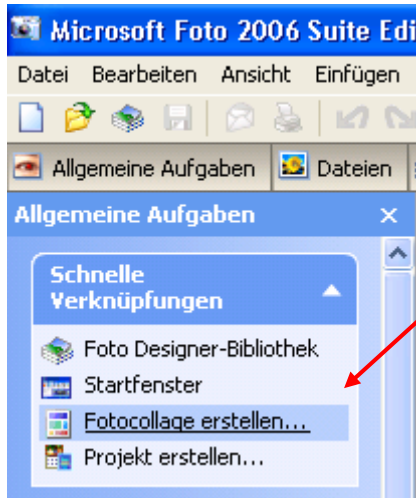 Microsoft Foto 2006 Suite Edi
Datei Bearbeiten Ansicht Einfügen
Allgemeine Aufgaben Dateien
Allgemeine Aufgaben
Schnelle
Verknüpfungen
Foto Designer-Bibliothek
Startfenster
Fotocollage erstellen...
Projekt erstellen...